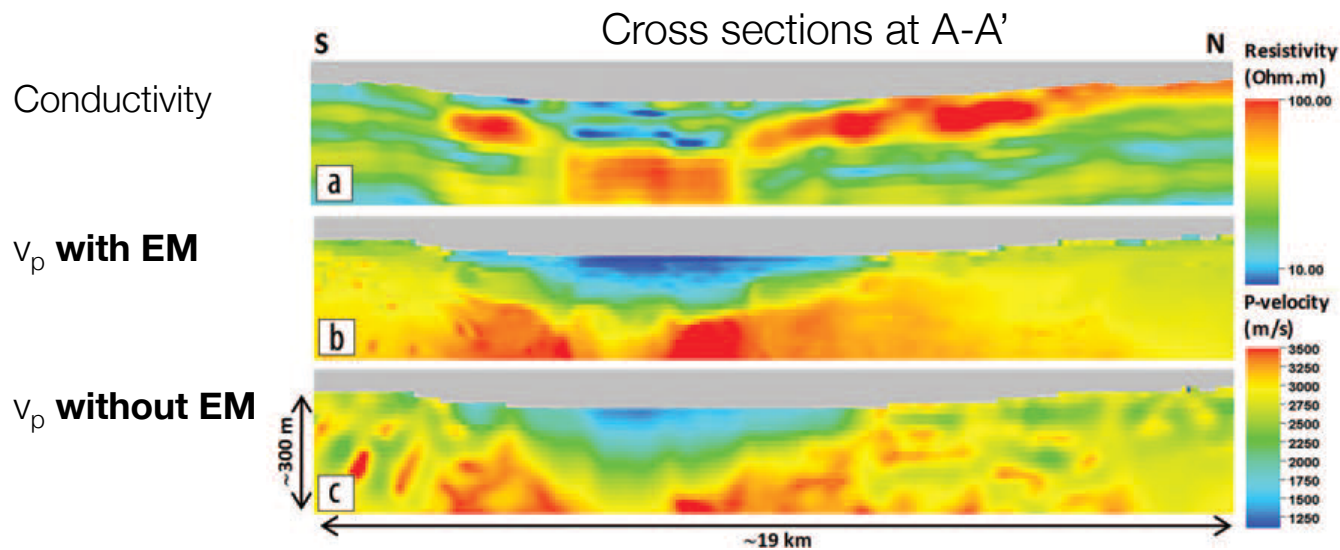 Cross sections at A-A’
S
N
Conductivity
a
Resistivity
(Ohm.m)
100.00
10.00
vp with EM
b
P-velocity
(m/s)
3500
3250
3000
2750
2500
2250
2000
1750
1500
1250
vp without EM
c
~300 m
~19 km